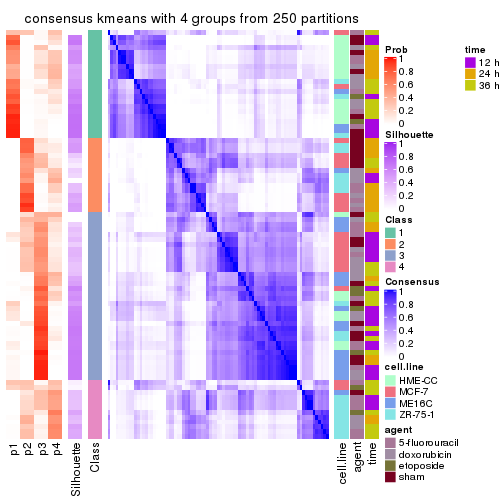 consensus kmeans with 4 groups from 250 partitions
p1
p2
p3
p4
Silhouette
Class
cell.line
agent
time
Prob
1
0.8
0.6
0.4
0.2
0
Silhouette
1
0.8
0.6
0.4
0.2
0
Class
1
2
3
4
Consensus
1
0.8
0.6
0.4
0.2
0
cell.line
HME-CC
MCF-7
ME16C
ZR-75-1
agent
5-fluorouracil
doxorubicin
etoposide
sham
time
12 h
24 h
36 h